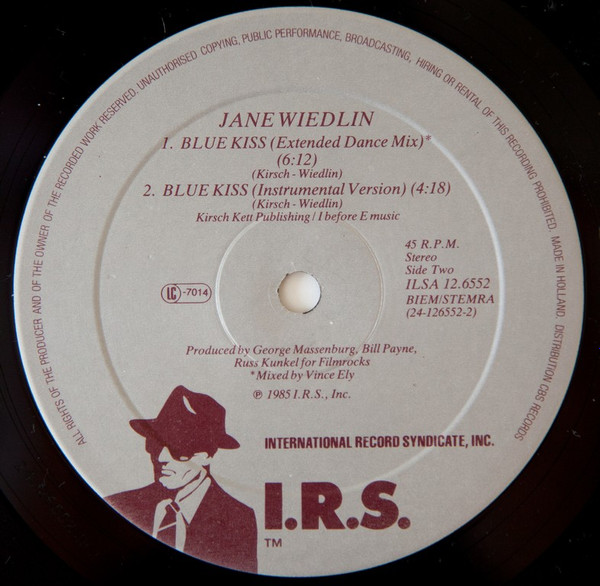 ALL RIGHTS OF THE PRODUCER AND OF THE OWNER OF THE RECORDED WORK RESERVED. UNAUTHORISED COPYING, PUBLIC PERFORMANCE, BROADCASTING, HIRING OR RENTAL OF THIS RECORDING PROHIBITED. MADE IN HOLLAND. DISTRIBUTION CBS RECORDS
JANE WIEDLIN
1. BLUE KISS (Extended Dance Mix)*
(6:12)
(Kirsch - Wiedlin)
2. BLUE KISS (Instrumental Version) (4:18)
(Kirsch - Wiedlin)
Kirsch Kett Publishing / I before E music
45 R.P.M.
Stereo
Side Two
ILSA 12.6552
BIEM/STEMRA
(24-126552-2)
LC -7014
Produced by George Massenburg, Bill Payne,
Russ Kunkel for Filmrocks
*Mixed by Vince Ely
℗ 1985 I.R.S., Inc.
INTERNATIONAL RECORD SYNDICATE, INC.
I.R.S.
TM